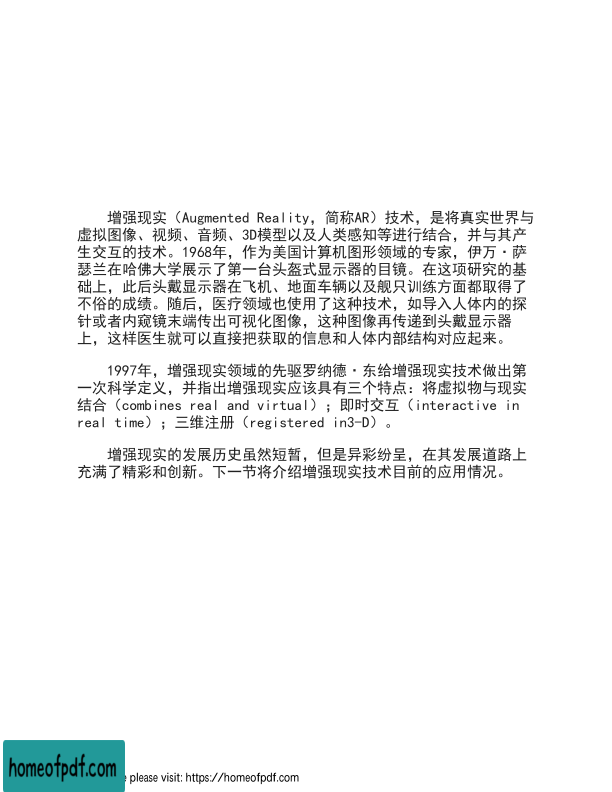 增强现实（Augmented Reality，简称AR）技术，是将真实世界与
虚拟图像、视频、音频、3D模型以及人类感知等进行结合，并与其产
生交互的技术。1968年，作为美国计算机图形领域的专家，伊万·萨
瑟兰在哈佛大学展示了第一台头盔式显示器的目镜。在这项研究的基
础上，此后头戴显示器在飞机、地面车辆以及舰只训练方面都取得了
不俗的成绩。随后，医疗领域也使用了这种技术，如导入人体内的探
针或者内窥镜末端传出可视化图像，这种图像再传递到头戴显示器
上，这样医生就可以直接把获取的信息和人体内部结构对应起来。
1997年，增强现实领域的先驱罗纳德·东给增强现实技术做出第
一次科学定义，并指出增强现实应该具有三个特点：将虚拟物与现实
结合（combines real and virtual）；即时交互（interactive in
real time）；三维注册（registered in3-D）。
增强现实的发展历史虽然短暂，但是异彩纷呈，在其发展道路上
充满了精彩和创新。下一节将介绍增强现实技术目前的应用情况。
homeofpdf.com
please visit: https://homeofpdf.com